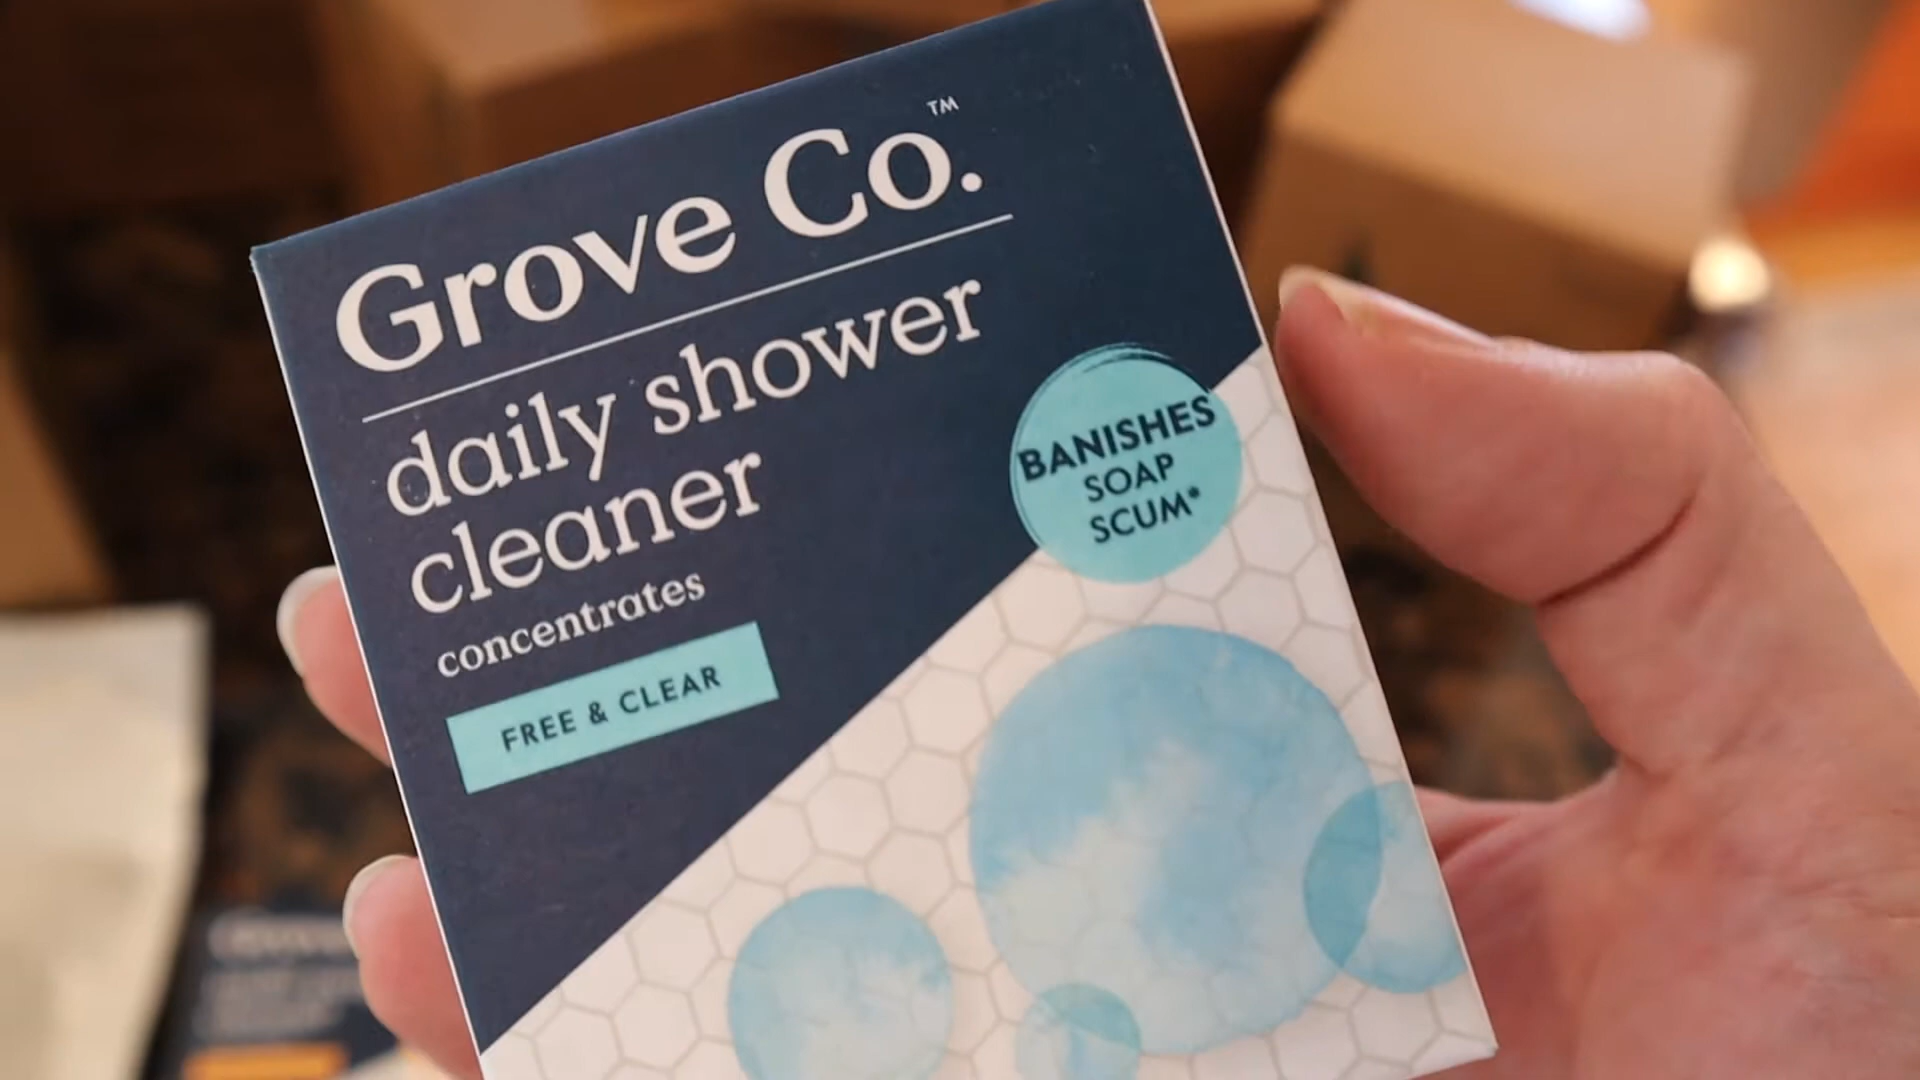 Grove Co.™
daily shower
cleaner
concentrates
FREE & CLEAR
BANISHES
SOAP
SCUM*